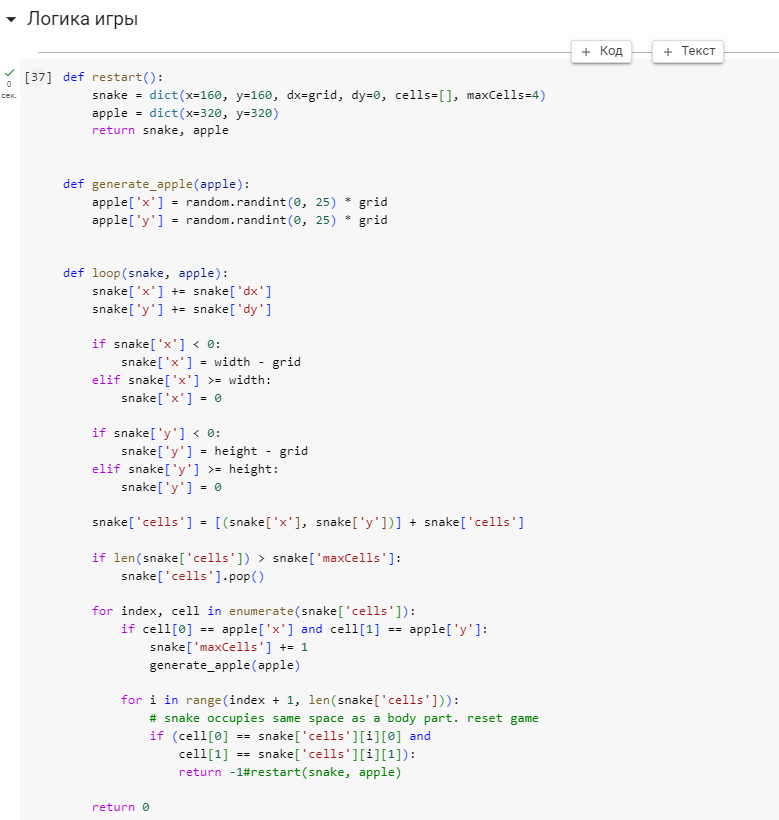 Логика игры
+ Код + Текст
[37] def restart():
0
сек.
snake = dict(x=160, y=160, dx=grid, dy=0, cells=[], maxCells=4)
apple = dict(x=320, y=320)
return snake, apple
def generate_apple(apple):
apple['x'] = random.randint(0, 25) * grid
apple['y'] = random.randint(0, 25) * grid
def loop(snake, apple):
snake['x'] += snake['dx']
snake['y'] += snake['dy']
if snake['x'] < 0:
snake['x'] = width - grid
elif snake['x'] >= width:
snake['x'] = 0
if snake['y'] < 0:
snake['y'] = height - grid
elif snake['y'] >= height:
snake['y'] = 0
snake['cells'] = [(snake['x'], snake['y'])] + snake['cells']
if len(snake['cells']) > snake['maxCells']:
snake['cells'].pop()
for index, cell in enumerate(snake['cells']):
if cell[0] == apple['x'] and cell[1] == apple['y']:
snake['maxCells'] += 1
generate_apple(apple)
for i in range(index + 1, len(snake['cells'])):
# snake occupies same space as a body part. reset game
if (cell[0] == snake['cells'][i][0] and
cell[1] == snake['cells'][i][1]):
return -1#restart(snake, apple)
return 0